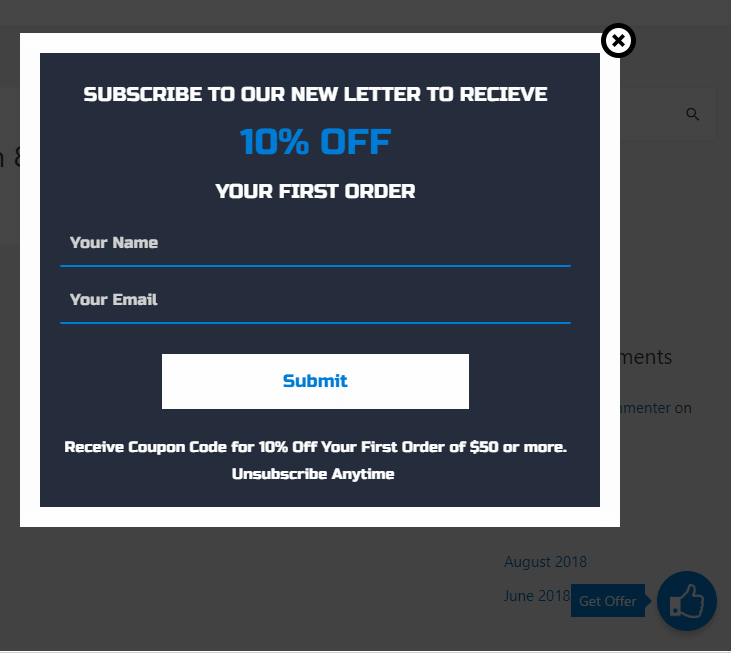 SUBSCRIBE TO OUR NEW LETTER TO RECIEVE
10% OFF
YOUR FIRST ORDER
Your Name
Your Email
Submit
Receive Coupon Code for 10% Off Your First Order of $50 or more.
Unsubscribe Anytime
on
August 2018
June 2018
Get Offer